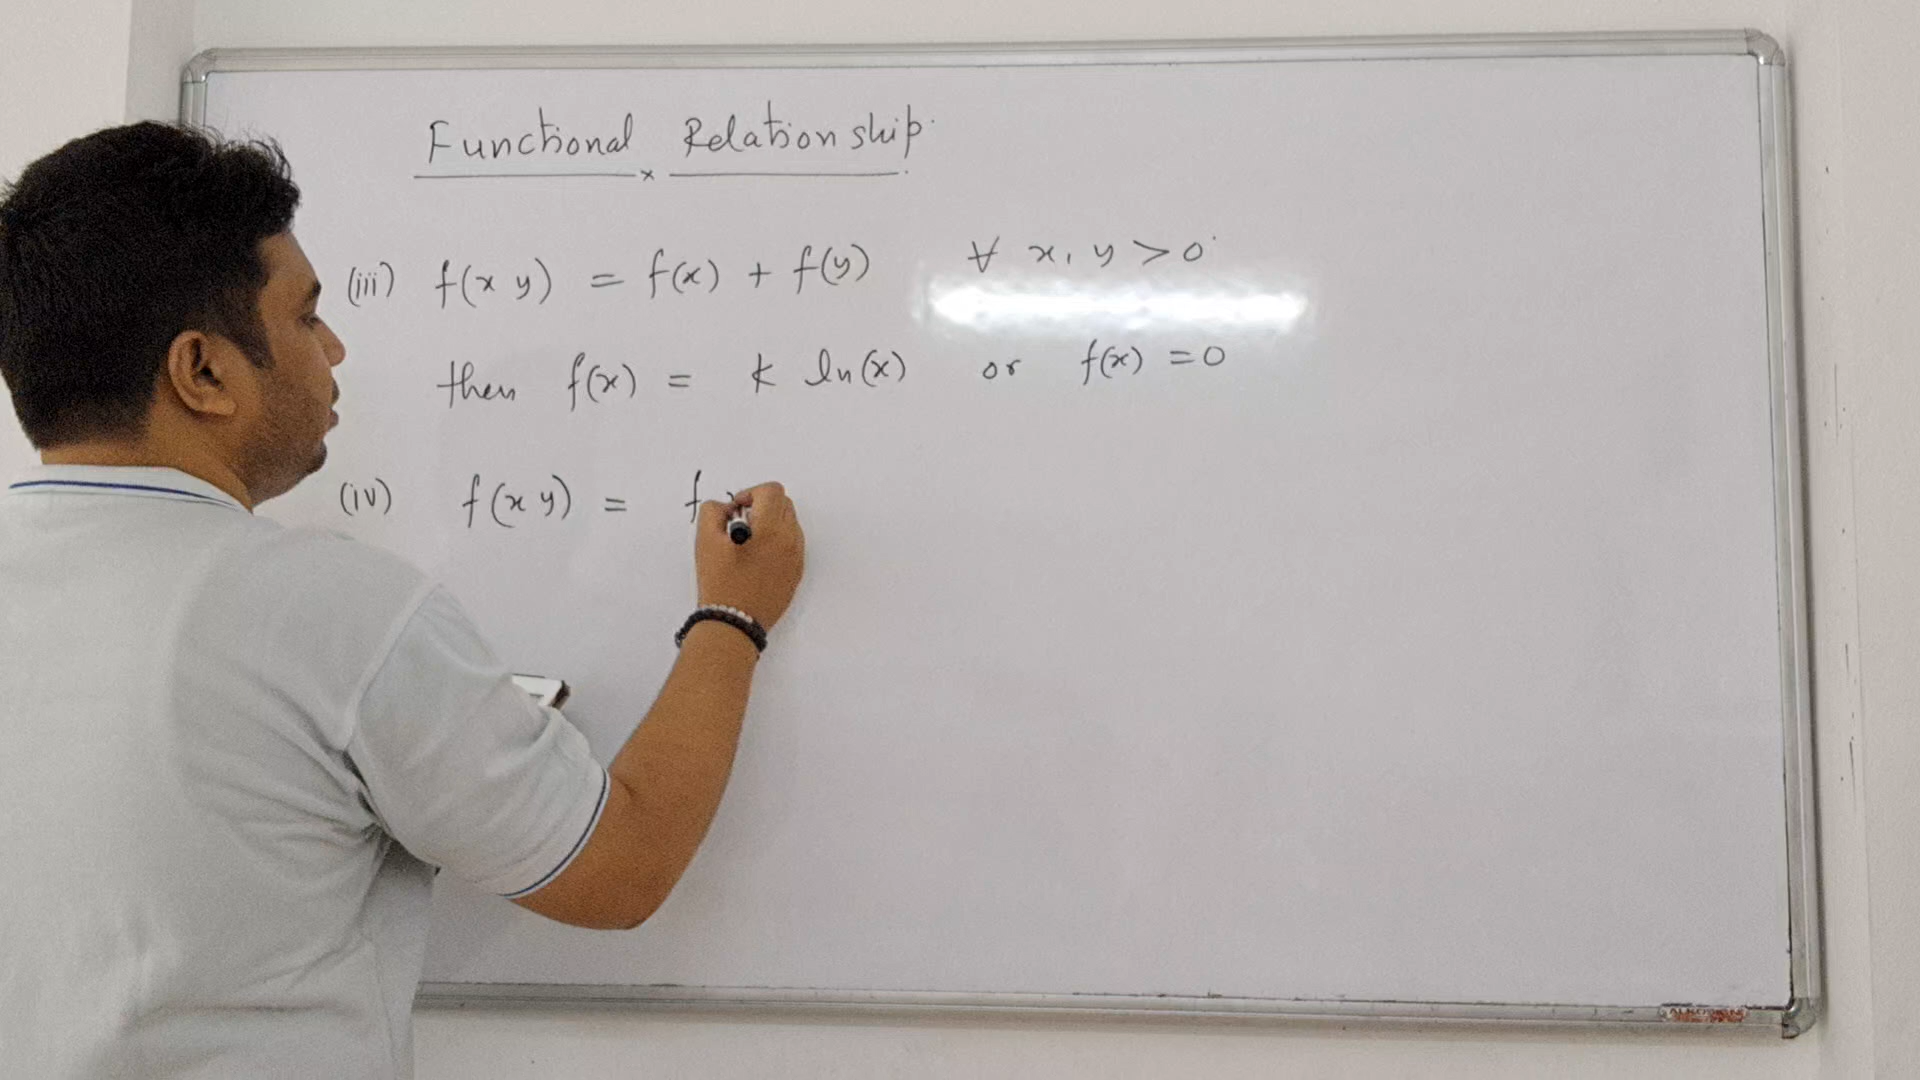 Functional Relationship
(iii) f(x y) = f(x) + f(y) ∀ x, y > 0
then f(x) = k ln(x) or f(x) = 0
(iv) f(x y) = f